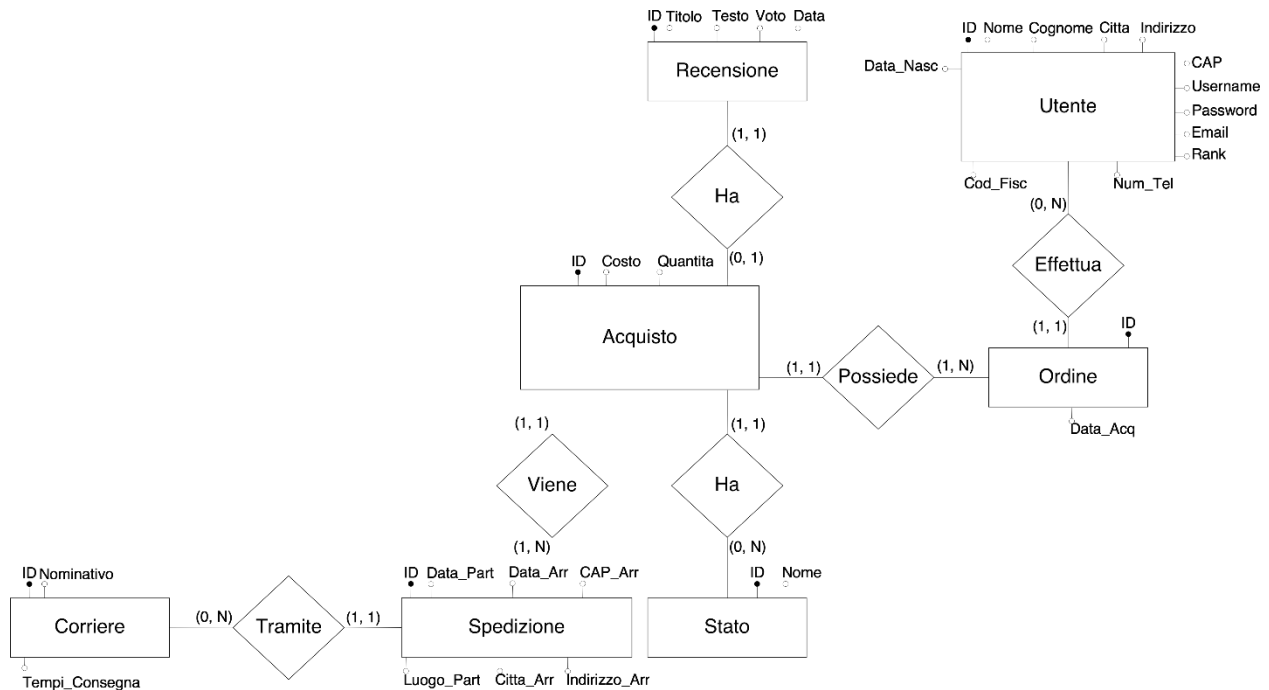 ID Titolo Testo Voto Data
Recensione
(1, 1)
Ha
(0, 1)
ID Nome Cognome Citta Indirizzo
Data_Nasc
CAP
Username
Password
Email
Rank
Utente
Cod_Fisc
Num_Tel
(0, N)
Effettua
(1, 1)
ID
Ordine
Data_Acq
ID Costo Quantita
Acquisto
(1, 1)
Possiede
(1, N)
(1, 1)
Viene
(1, N)
(1, 1)
Ha
(0, N)
ID Nominativo
Corriere
Tempi_Consegna
(0, N)
Tramite
(1, 1)
ID Data_Part Data_Arr CAP_Arr
Spedizione
Luogo_Part Citta_Arr Indirizzo_Arr
ID Nome
Stato